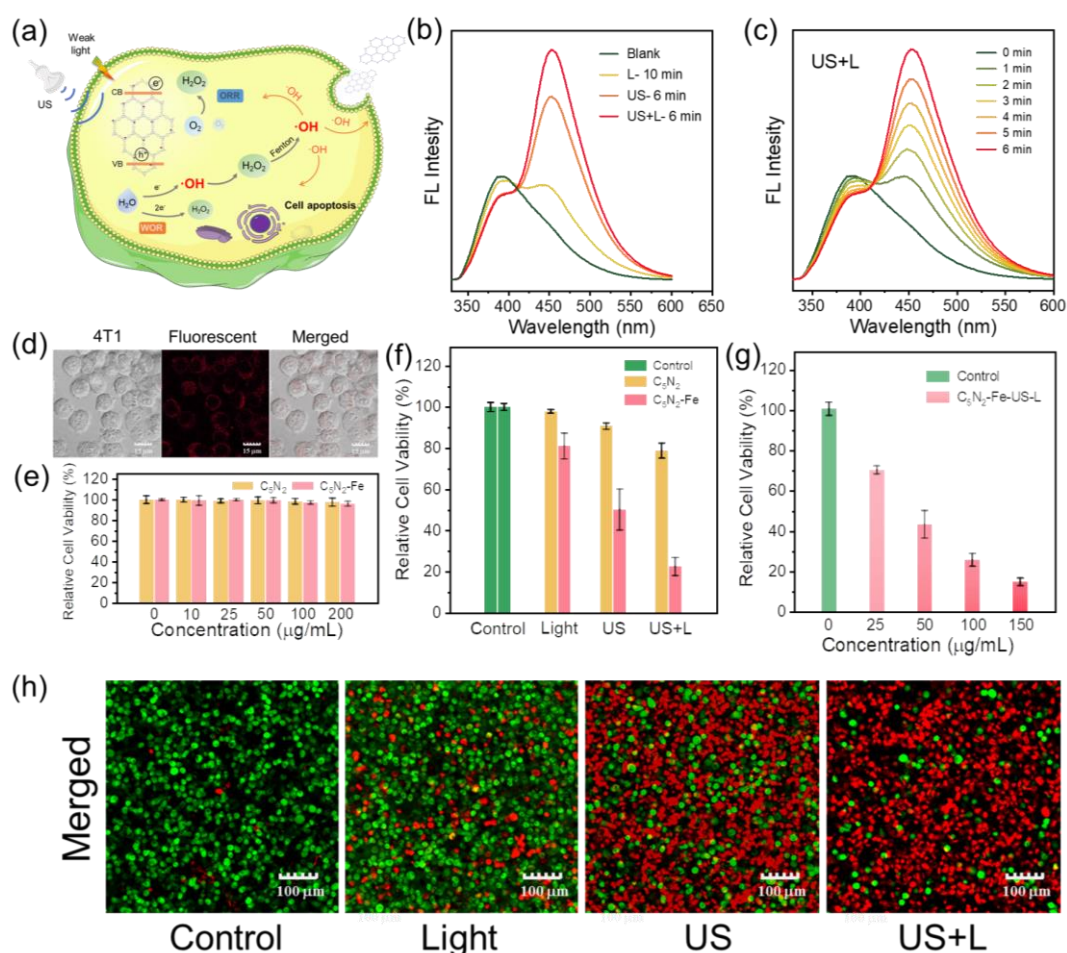 (a)
Weak
light
US
CB
e⁻
H₂O₂
ORR
O₂
O₂
h⁺
VB
·OH
·OH
·OH
·OH
Fenton
H₂O₂
e⁻
·OH
H₂O
2e⁻
H₂O₂
WOR
Cell apoptosis
(b)
FL Intesity
Blank
L- 10 min
US- 6 min
US+L- 6 min
350 400 450 500 550 600 650
Wavelength (nm)
(c)
FL Intesity
US+L
0 min
1 min
2 min
3 min
4 min
5 min
6 min
350 400 450 500 550 600
Wavelength (nm)
(d)
4T1 Fluorescent Merged
15 μm 15 μm 15 μm
(e)
Relative Cell Vability (%)
120
100
80
60
40
20
0
C₅N₂ C₅N₂-Fe
0 10 25 50 100 200
Concentration (μg/mL)
(f)
Relative Cell Vability (%)
120
100
80
60
40
20
0
Control
C₅N₂
C₅N₂-Fe
Control Light US US+L
(g)
Relative Cell Vability (%)
120
100
80
60
40
20
0
Control
C₅N₂-Fe-US-L
0 25 50 100 150
Concentration (μg/mL)
(h)
Merged
100 μm 100 μm 100 μm 100 μm
Control Light US US+L